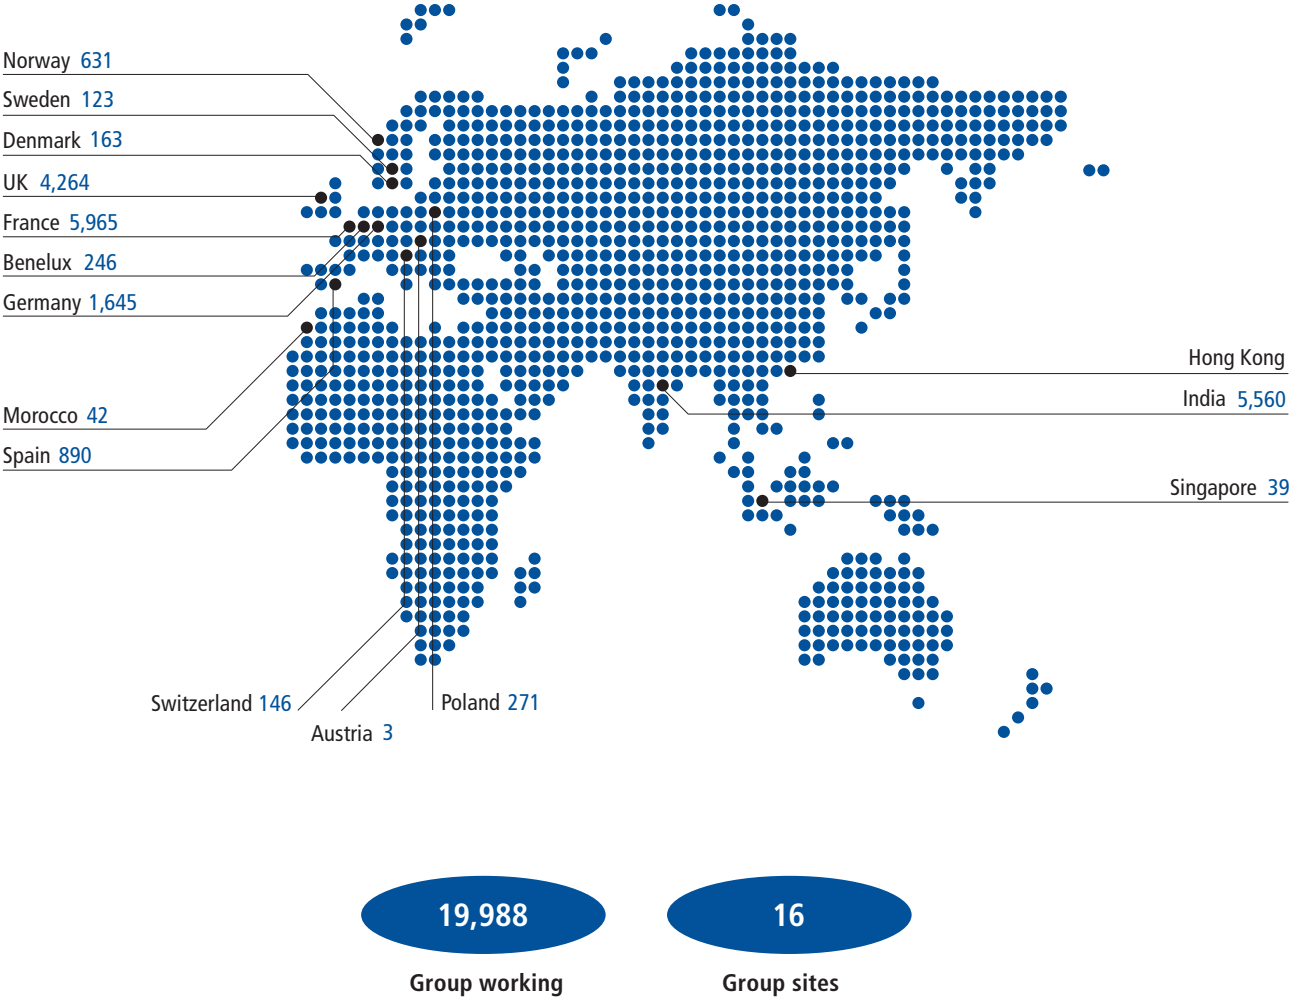 Norway 631
Sweden 123
Denmark 163
UK 4,264
France 5,965
Benelux 246
Germany 1,645
Hong Kong
India 5,560
Morocco 42
Spain 890
Singapore 39
Switzerland 146
Poland 271
Austria 3
19,988
16
Group working
Group sites